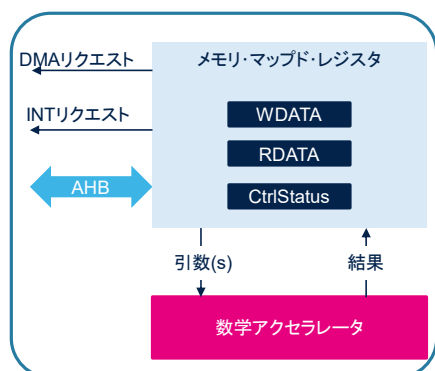 DMAリクエスト
メモリ・マップド・レジスタ
INTリクエスト
WDATA
RDATA
AHB
CtrlStatus
引数(s)
結果
数学アクセラレータ